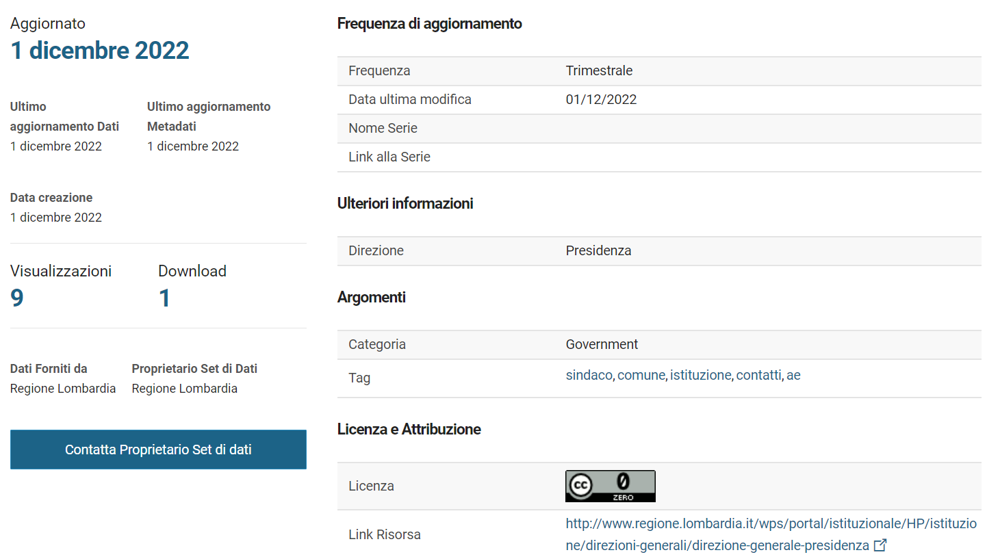 Aggiornato
1 dicembre 2022
Ultimo aggiornamento Dati
1 dicembre 2022
Ultimo aggiornamento Metadati
1 dicembre 2022
Data creazione
1 dicembre 2022
Visualizzazioni
9
Download
1
Dati Forniti da
Regione Lombardia
Proprietario Set di Dati
Regione Lombardia
Contatta Proprietario Set di dati
Frequenza di aggiornamento
Frequenza Trimestrale
Data ultima modifica 01/12/2022
Nome Serie
Link alla Serie
Ulteriori informazioni
Direzione Presidenza
Argomenti
Categoria Government
Tag sindaco, comune, istituzione, contatti, ae
Licenza e Attribuzione
Licenza cc 0 ZERO
Link Risorsa http://www.regione.lombardia.it/wps/portal/istituzionale/HP/istituzio
ne/direzioni-generali/direzione-generale-presidenza